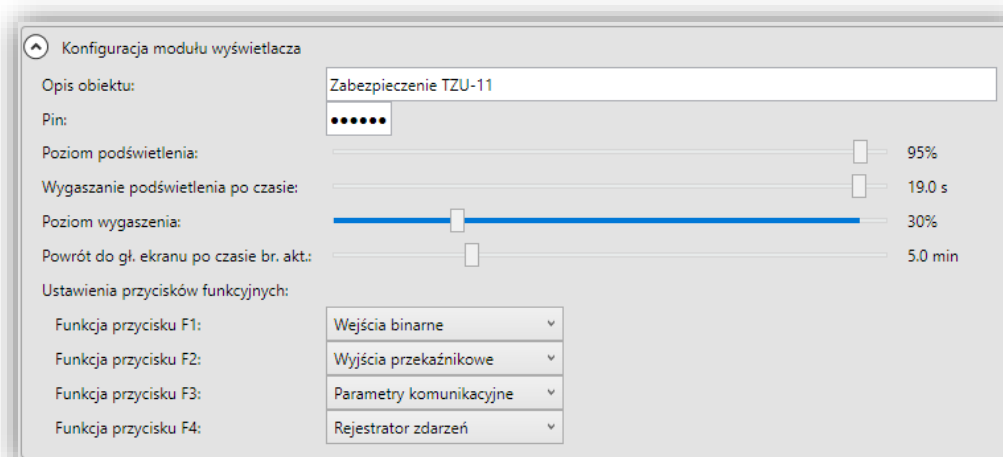 Konfiguracja modułu wyświetlacza
Opis obiektu: Zabezpieczenie TZU-11
Pin: ●●●●●●
Poziom podświetlenia: 95%
Wygaszanie podświetlenia po czasie: 19.0 s
Poziom wygaszenia: 30%
Powrót do gł. ekranu po czasie br. akt.: 5.0 min
Ustawienia przycisków funkcyjnych:
Funkcja przycisku F1: Wejścia binarne
Funkcja przycisku F2: Wyjścia przekaźnikowe
Funkcja przycisku F3: Parametry komunikacyjne
Funkcja przycisku F4: Rejestrator zdarzeń